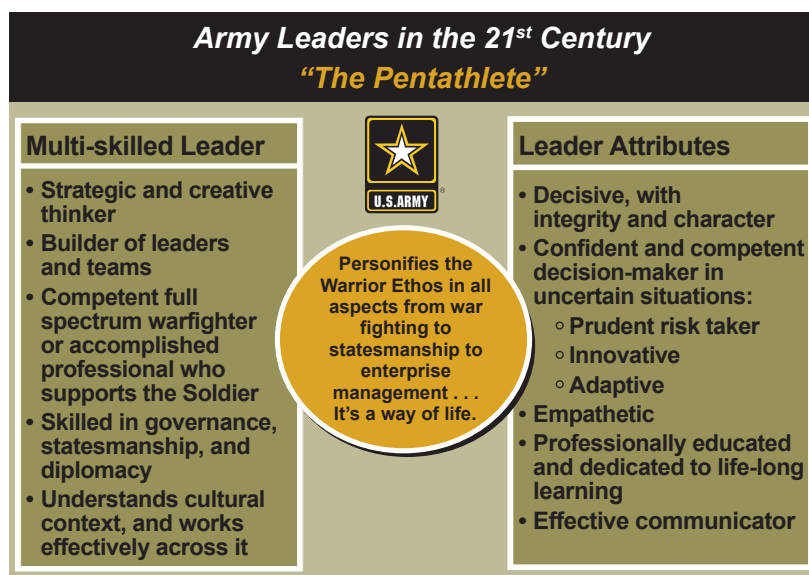 Army Leaders in the 21st Century
“The Pentathlete”
Multi-skilled Leader
• Strategic and creative
thinker
• Builder of leaders
and teams
• Competent full
spectrum warfighter
or accomplished
professional who
supports the Soldier
• Skilled in governance,
statesmanship, and
diplomacy
• Understands cultural
context, and works
effectively across it
U.S.ARMY
®
Personifies the
Warrior Ethos in all
aspects from war
fighting to
statesmanship to
enterprise
management . . .
It’s a way of life.
Leader Attributes
• Decisive, with
integrity and character
• Confident and competent
decision-maker in
uncertain situations:
○ Prudent risk taker
○ Innovative
○ Adaptive
• Empathetic
• Professionally educated
and dedicated to life-long
learning
• Effective communicator